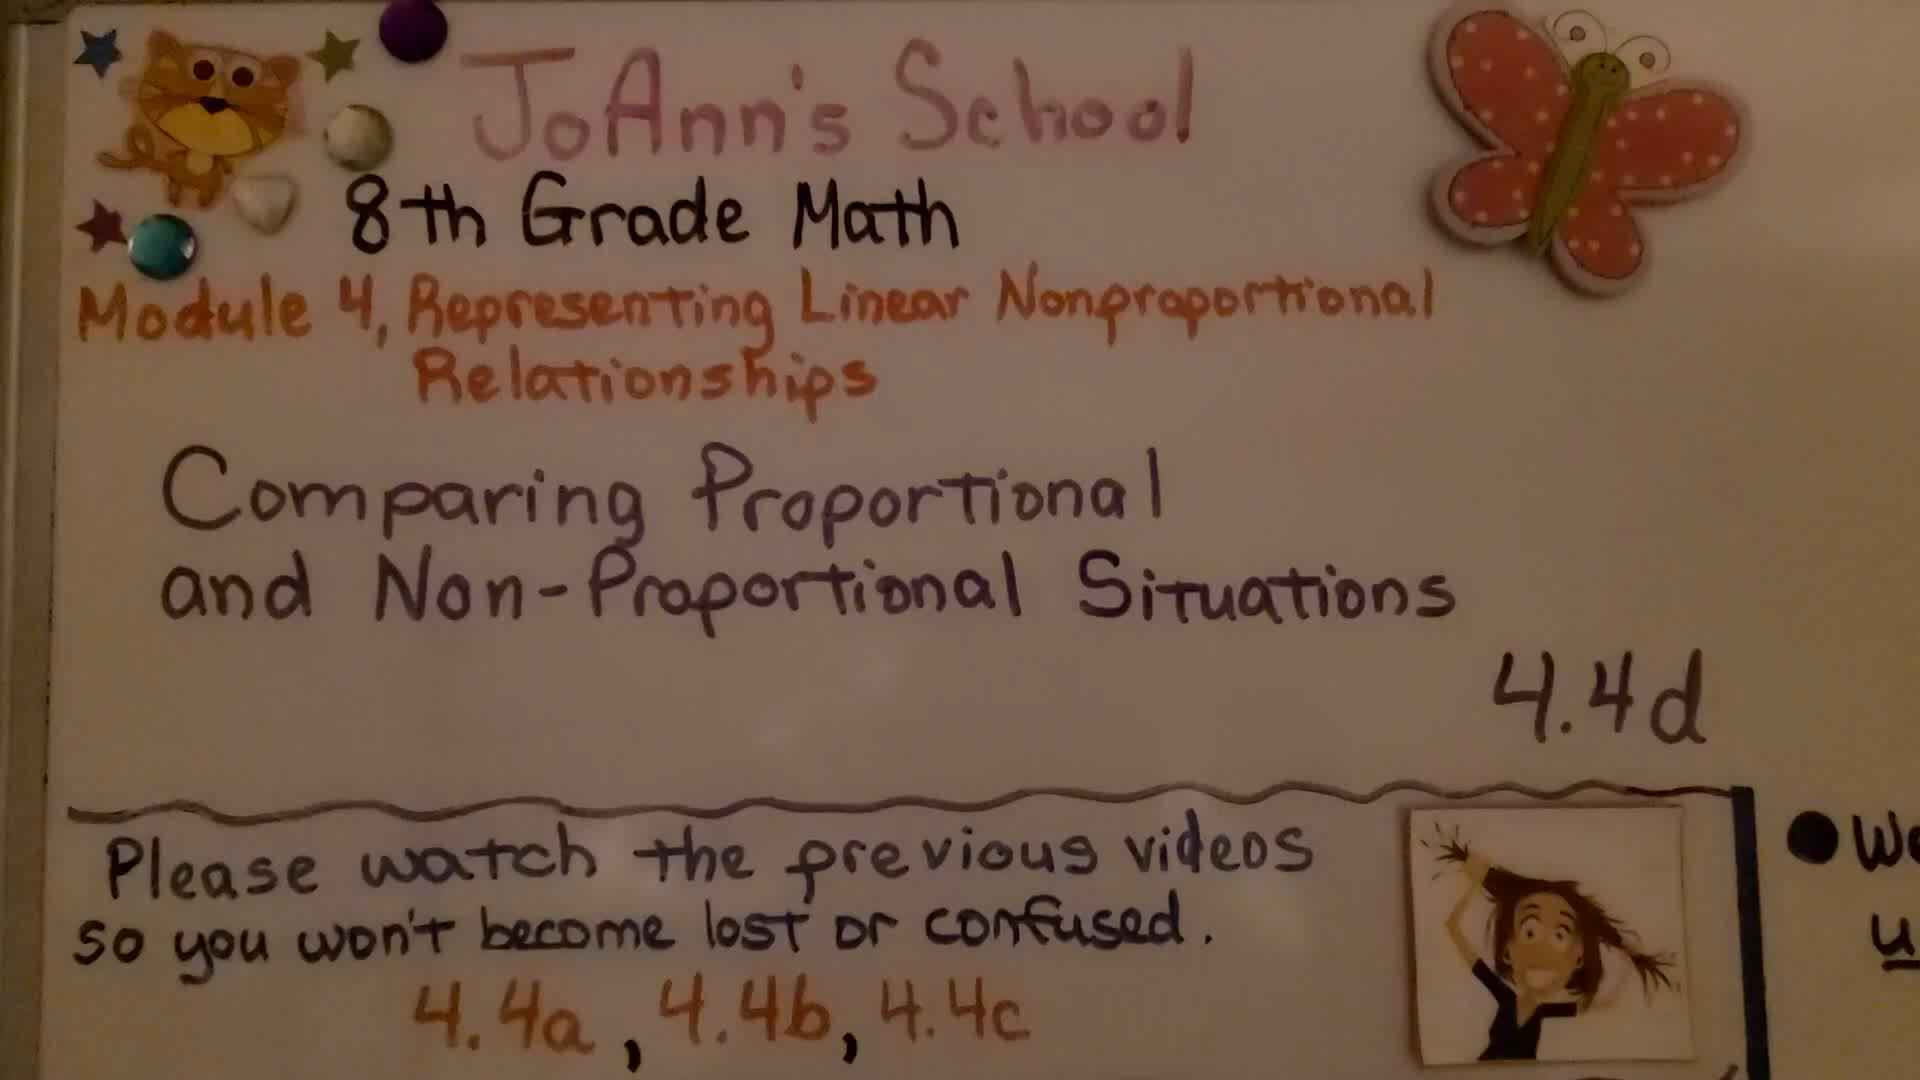 JoAnn's School
8th Grade Math
Module 4, Representing Linear Nonproportional
Relationships
Comparing Proportional
and Non-Proportional Situations
4.4d
Please watch the previous videos
so you won't become lost or confused.
4.4a, 4.4b, 4.4c